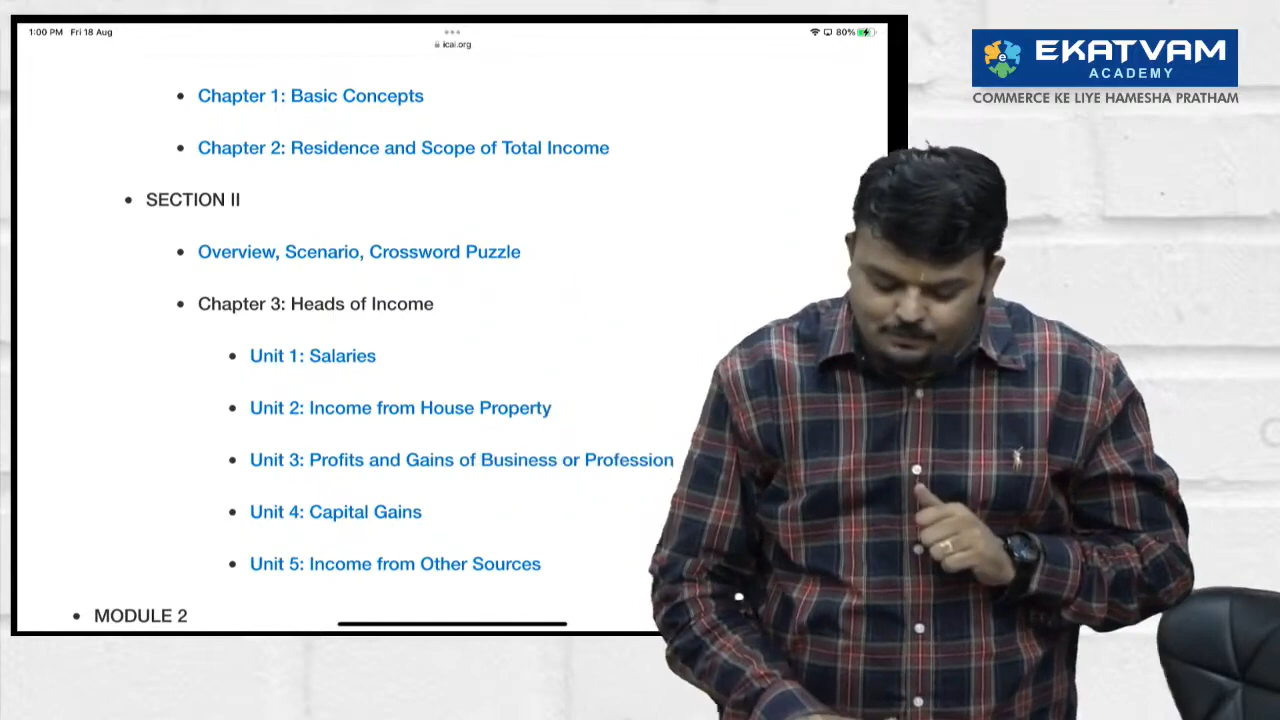 1:00 PM Fri 18 Aug
icai.org
80%
EKATVAM
ACADEMY
COMMERCE KE LIYE HAMESHA PRATHAM
Chapter 1: Basic Concepts
Chapter 2: Residence and Scope of Total Income
SECTION II
Overview, Scenario, Crossword Puzzle
Chapter 3: Heads of Income
Unit 1: Salaries
Unit 2: Income from House Property
Unit 3: Profits and Gains of Business or Profession
Unit 4: Capital Gains
Unit 5: Income from Other Sources
MODULE 2